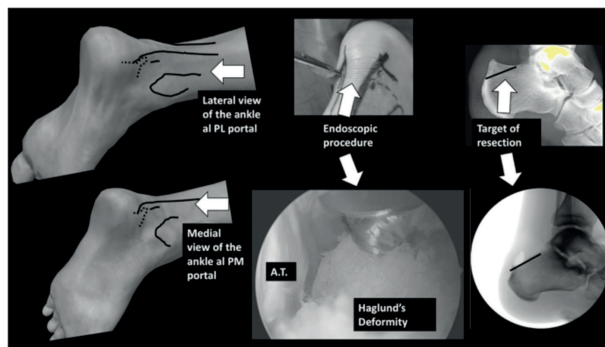 Lateral view
of the ankle
al PL portal
Endoscopic
procedure
Target of
resection
Medial
view of the
ankle al PM
portal
A.T.
Haglund's
Deformity